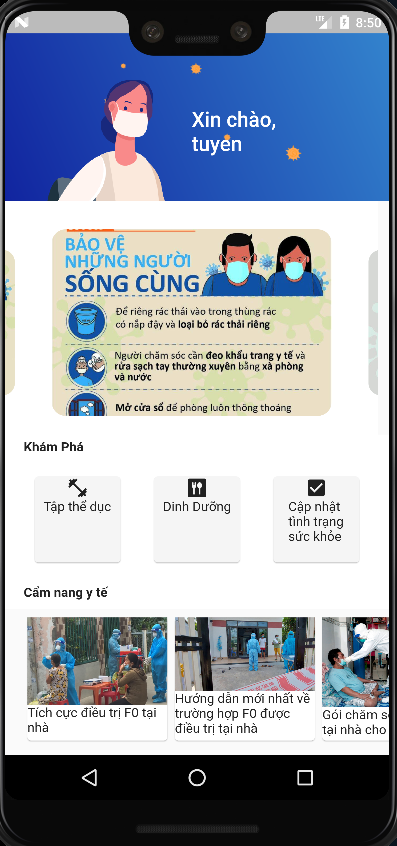 LTE 8:50
Xin chào,
tuyên
BẢO VỆ
NHỮNG NGƯỜI
SỐNG CÙNG
Để riêng rác thải vào trong thùng rác
có nắp đậy và loại bỏ rác thải riêng
Người chăm sóc cần đeo khẩu trang y tế và
rửa sạch tay thường xuyên bằng xà phòng
và nước
Mở cửa sổ để phòng luôn thông thoáng
Khám Phá
Tập thể dục
Dinh Dưỡng
Cập nhật
tình trạng
sức khỏe
Cẩm nang y tế
Tích cực điều trị F0 tại
nhà
Hướng dẫn mới nhất về
trường hợp F0 được
điều trị tại nhà
Gói chăm
tại nhà cho